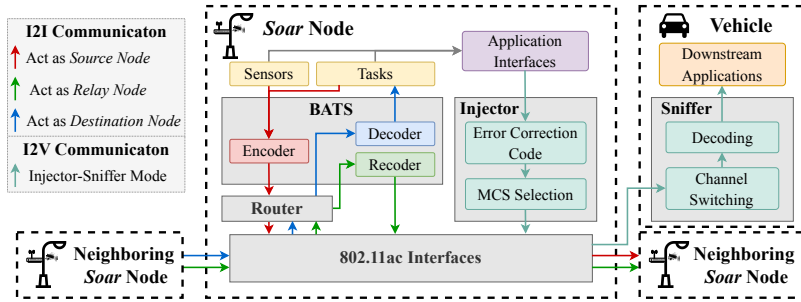 I2I Communicaton
Act as Source Node
Act as Relay Node
Act as Destination Node
I2V Communicaton
Injector-Sniffer Mode
Soar Node
Sensors
Tasks
Application
Interfaces
BATS
Encoder
Decoder
Recoder
Router
Injector
Error Correction
Code
MCS Selection
802.11ac Interfaces
Vehicle
Downstream
Applications
Sniffer
Decoding
Channel
Switching
Neighboring
Soar Node
Neighboring
Soar Node